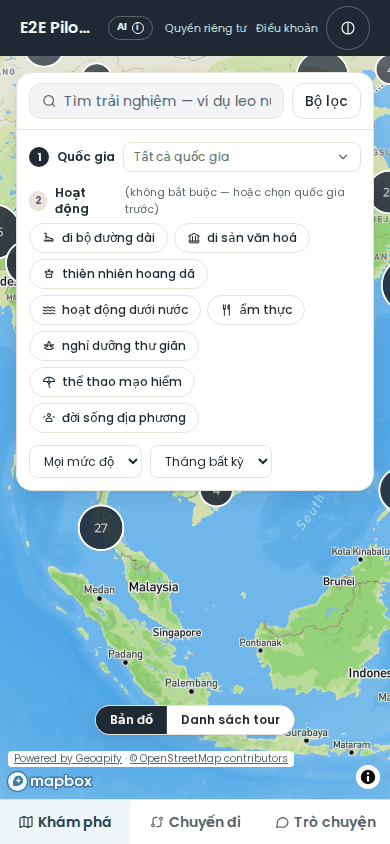 E2E Pilo... AI Quyền riêng tư Điều khoản
Tìm trải nghiệm — ví dụ leo nú Bộ lọc
1 Quốc gia Tất cả quốc gia
2 Hoạt động (không bắt buộc — hoặc chọn quốc gia trước)
đi bộ đường dài di sản văn hoá
thiên nhiên hoang dã
hoạt động dưới nước ẩm thực
nghỉ dưỡng thư giãn
thể thao mạo hiểm
đời sống địa phương
Mọi mức độ Tháng bất kỳ
South
27
Kota Kinabalu
Medan Malaysia Brunei
Singapore
Padang Pontianak
Palembang Indones
Bản đồ Danh sách tour
Surabaya
Mataram
Powered by Geoapify · © OpenStreetMap contributors
mapbox
Khám phá Chuyến đi Trò chuyện